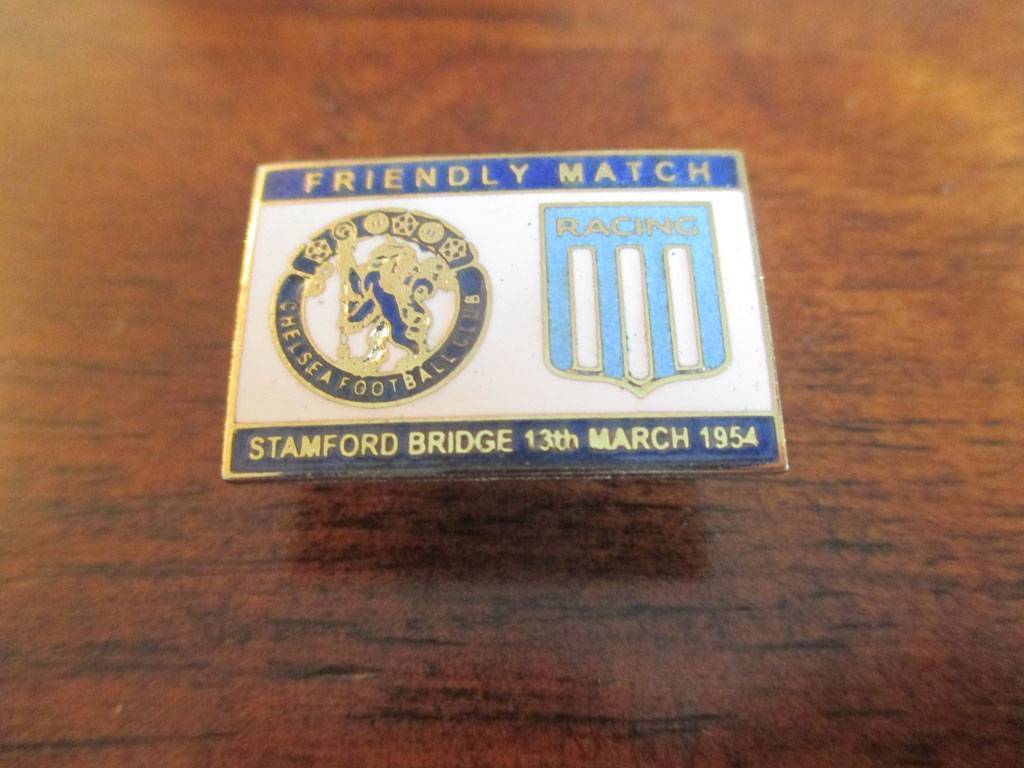 FRIENDLY MATCH
CHELSEA FOOTBALL CLUB
RACING
STAMFORD BRIDGE 13th MARCH 1954